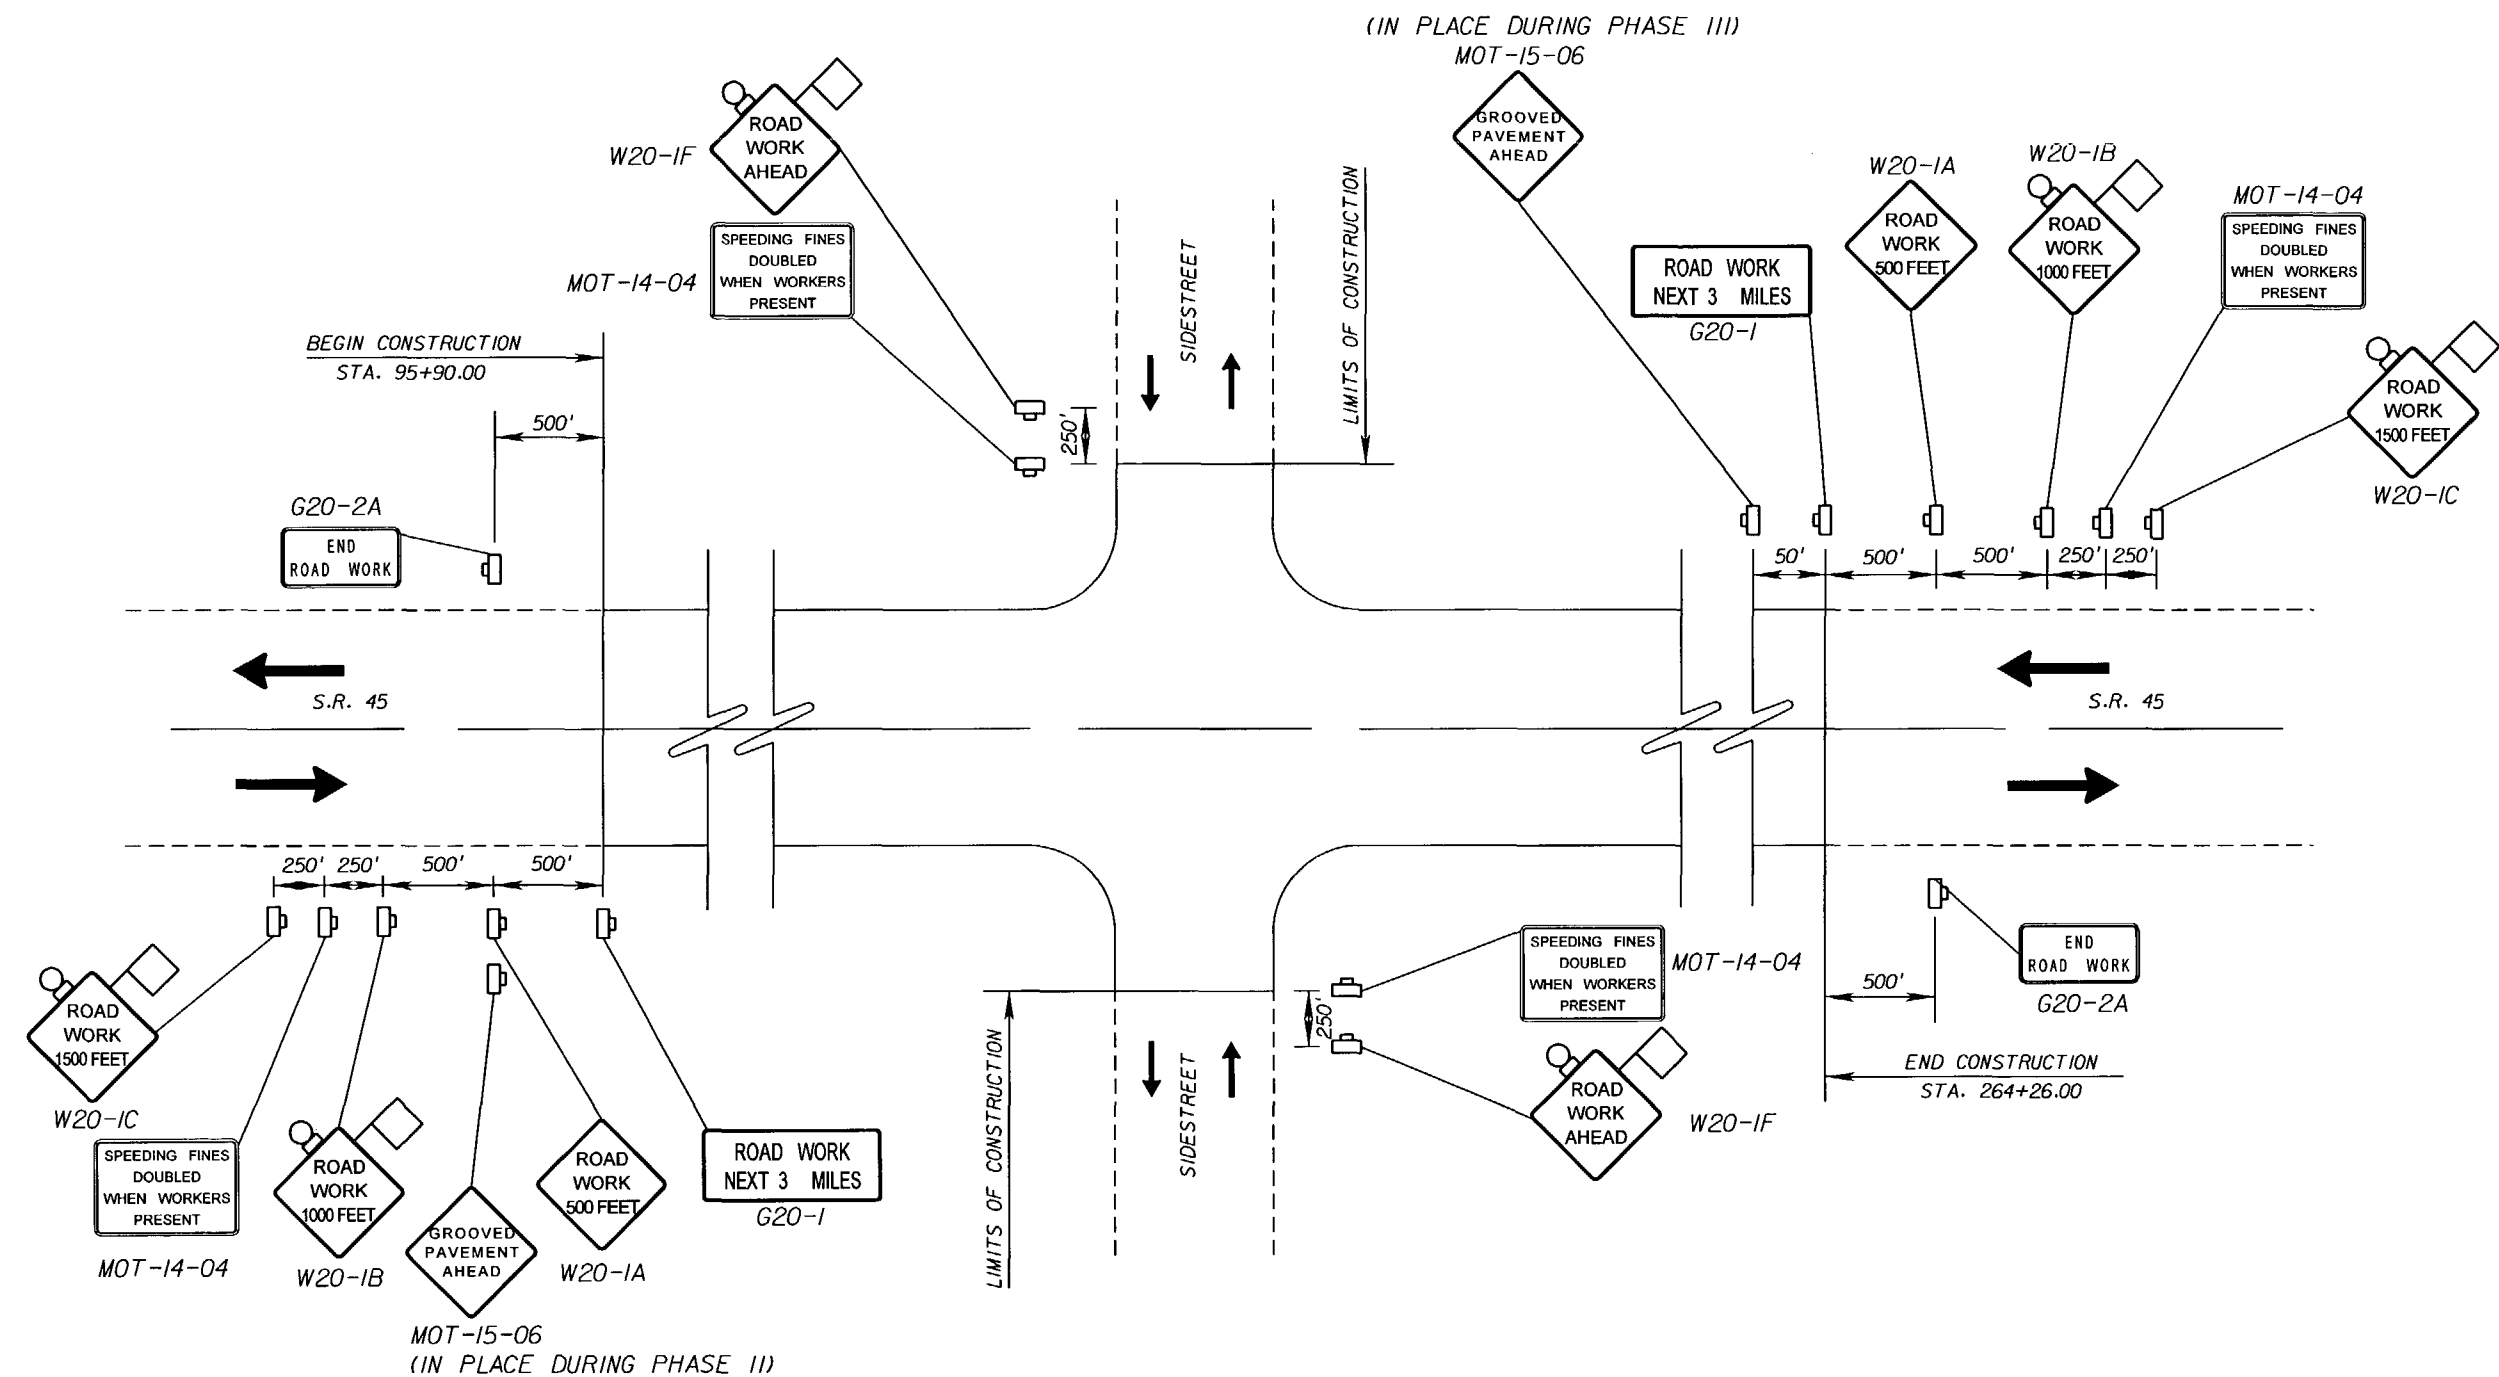 (IN PLACE DURING PHASE III)
MOT-15-06
GROOVED
PAVEMENT
AHEAD
W20-1F
ROAD
WORK
AHEAD
MOT-14-04
SPEEDING FINES
DOUBLED
WHEN WORKERS
PRESENT
W20-1A
ROAD
WORK
500 FEET
W20-1B
ROAD
WORK
1000 FEET
MOT-14-04
SPEEDING FINES
DOUBLED
WHEN WORKERS
PRESENT
ROAD WORK
NEXT 3 MILES
G20-1
ROAD
WORK
1500 FEET
W20-1C
SIDESTREET
LIMITS OF CONSTRUCTION
250'
BEGIN CONSTRUCTION
STA. 95+90.00
500'
G20-2A
END
ROAD WORK
50'
500'
500'
250'
250'
S.R. 45
S.R. 45
250'
250'
500'
500'
ROAD
WORK
1500 FEET
W20-1C
SPEEDING FINES
DOUBLED
WHEN WORKERS
PRESENT
MOT-14-04
ROAD
WORK
1000 FEET
W20-1B
GROOVED
PAVEMENT
AHEAD
MOT-15-06
(IN PLACE DURING PHASE II)
ROAD
WORK
500 FEET
W20-1A
ROAD WORK
NEXT 3 MILES
G20-1
LIMITS OF CONSTRUCTION
SIDESTREET
250'
SPEEDING FINES
DOUBLED
WHEN WORKERS
PRESENT
MOT-14-04
ROAD
WORK
AHEAD
W20-1F
500'
END
ROAD WORK
G20-2A
END CONSTRUCTION
STA. 264+26.00